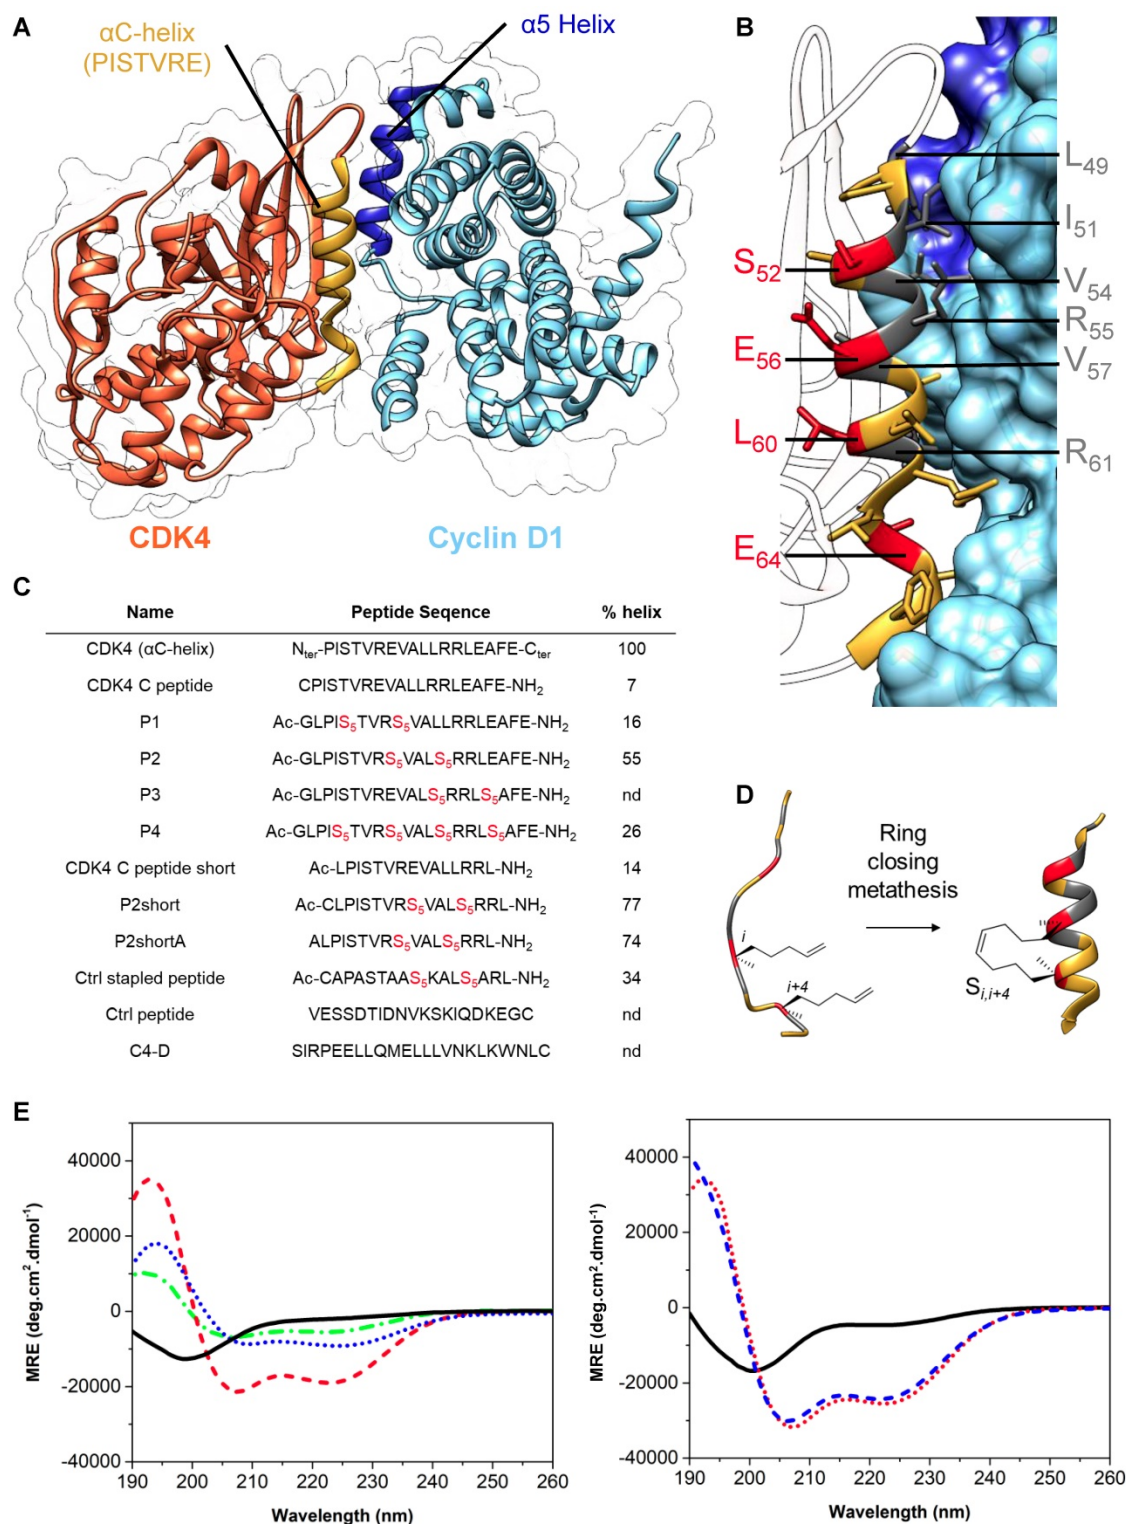 A
αC-helix
(PISTVRE)
α5 Helix
CDK4
Cyclin D1
B
L49
I51
S52
V54
R55
E56
V57
L60
R61
E64
C
Name Peptide Seqence % helix
CDK4 (αC-helix) Nter-PISTVREVALLRRLEAFE-Cter 100
CDK4 C peptide CPISTVREVALLRRLEAFE-NH2 7
P1 Ac-GLPIS5TVRS5VALLRRLEAFE-NH2 16
P2 Ac-GLPISTVRS5VALS5RRLEAFE-NH2 55
P3 Ac-GLPISTVREVALS5RRLS5AFE-NH2 nd
P4 Ac-GLPIS5TVRS5VALS5RRLS5AFE-NH2 26
CDK4 C peptide short Ac-LPISTVREVALLRRL-NH2 14
P2short Ac-CLPISTVRS5VALS5RRL-NH2 77
P2shortA ALPISTVRS5VALS5RRL-NH2 74
Ctrl stapled peptide Ac-CAPASTAAS5KALS5ARL-NH2 34
Ctrl peptide VESSDTIDNVKSKIQDKEGC nd
C4-D SIRPEELLQMELLLVNKLKWNLC nd
D
Ring
closing
metathesis
i
i+4
Si,i+4
E
MRE (deg.cm2.dmol-1)
40000
20000
0
-20000
-40000
190 200 210 220 230 240 250 260
Wavelength (nm)
MRE (deg.cm2.dmol-1)
40000
20000
0
-20000
-40000
190 200 210 220 230 240 250 260
Wavelength (nm)